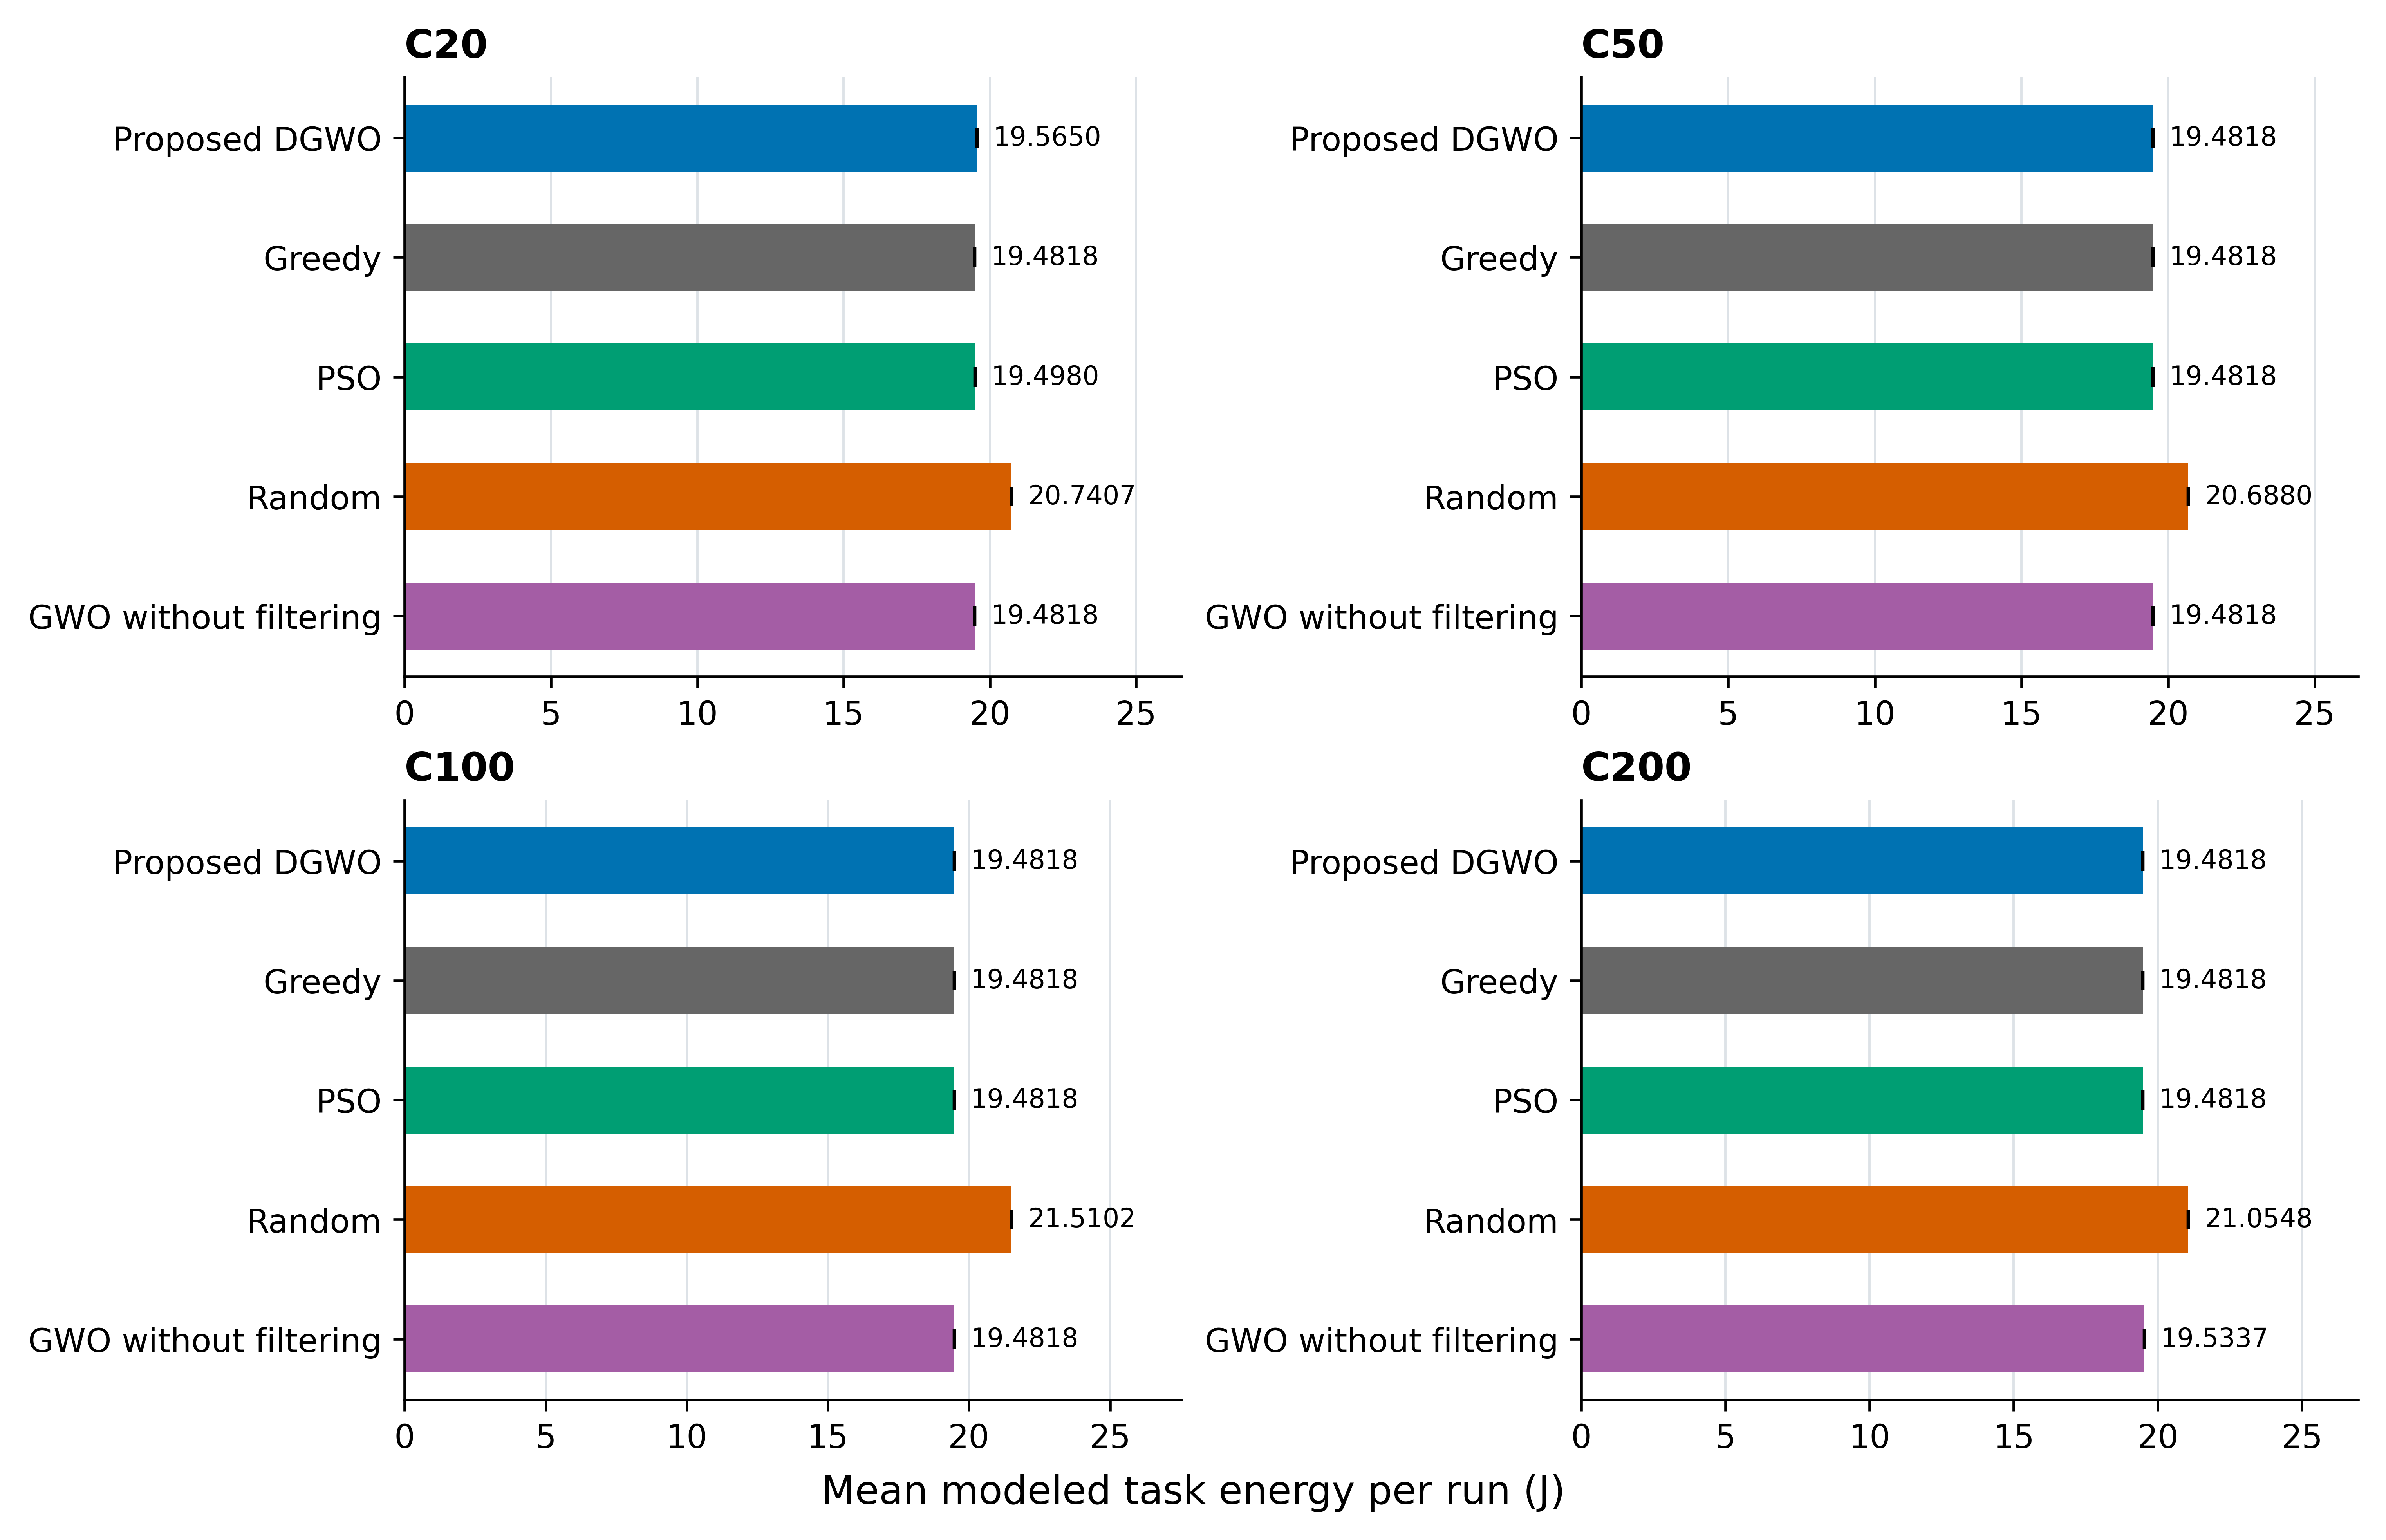 C20
Proposed DGWO 19.5650
Greedy 19.4818
PSO 19.4980
Random 20.7407
GWO without filtering 19.4818
0 5 10 15 20 25
C50
Proposed DGWO 19.4818
Greedy 19.4818
PSO 19.4818
Random 20.6880
GWO without filtering 19.4818
0 5 10 15 20 25
C100
Proposed DGWO 19.4818
Greedy 19.4818
PSO 19.4818
Random 21.5102
GWO without filtering 19.4818
0 5 10 15 20 25
C200
Proposed DGWO 19.4818
Greedy 19.4818
PSO 19.4818
Random 21.0548
GWO without filtering 19.5337
0 5 10 15 20 25
Mean modeled task energy per run (J)